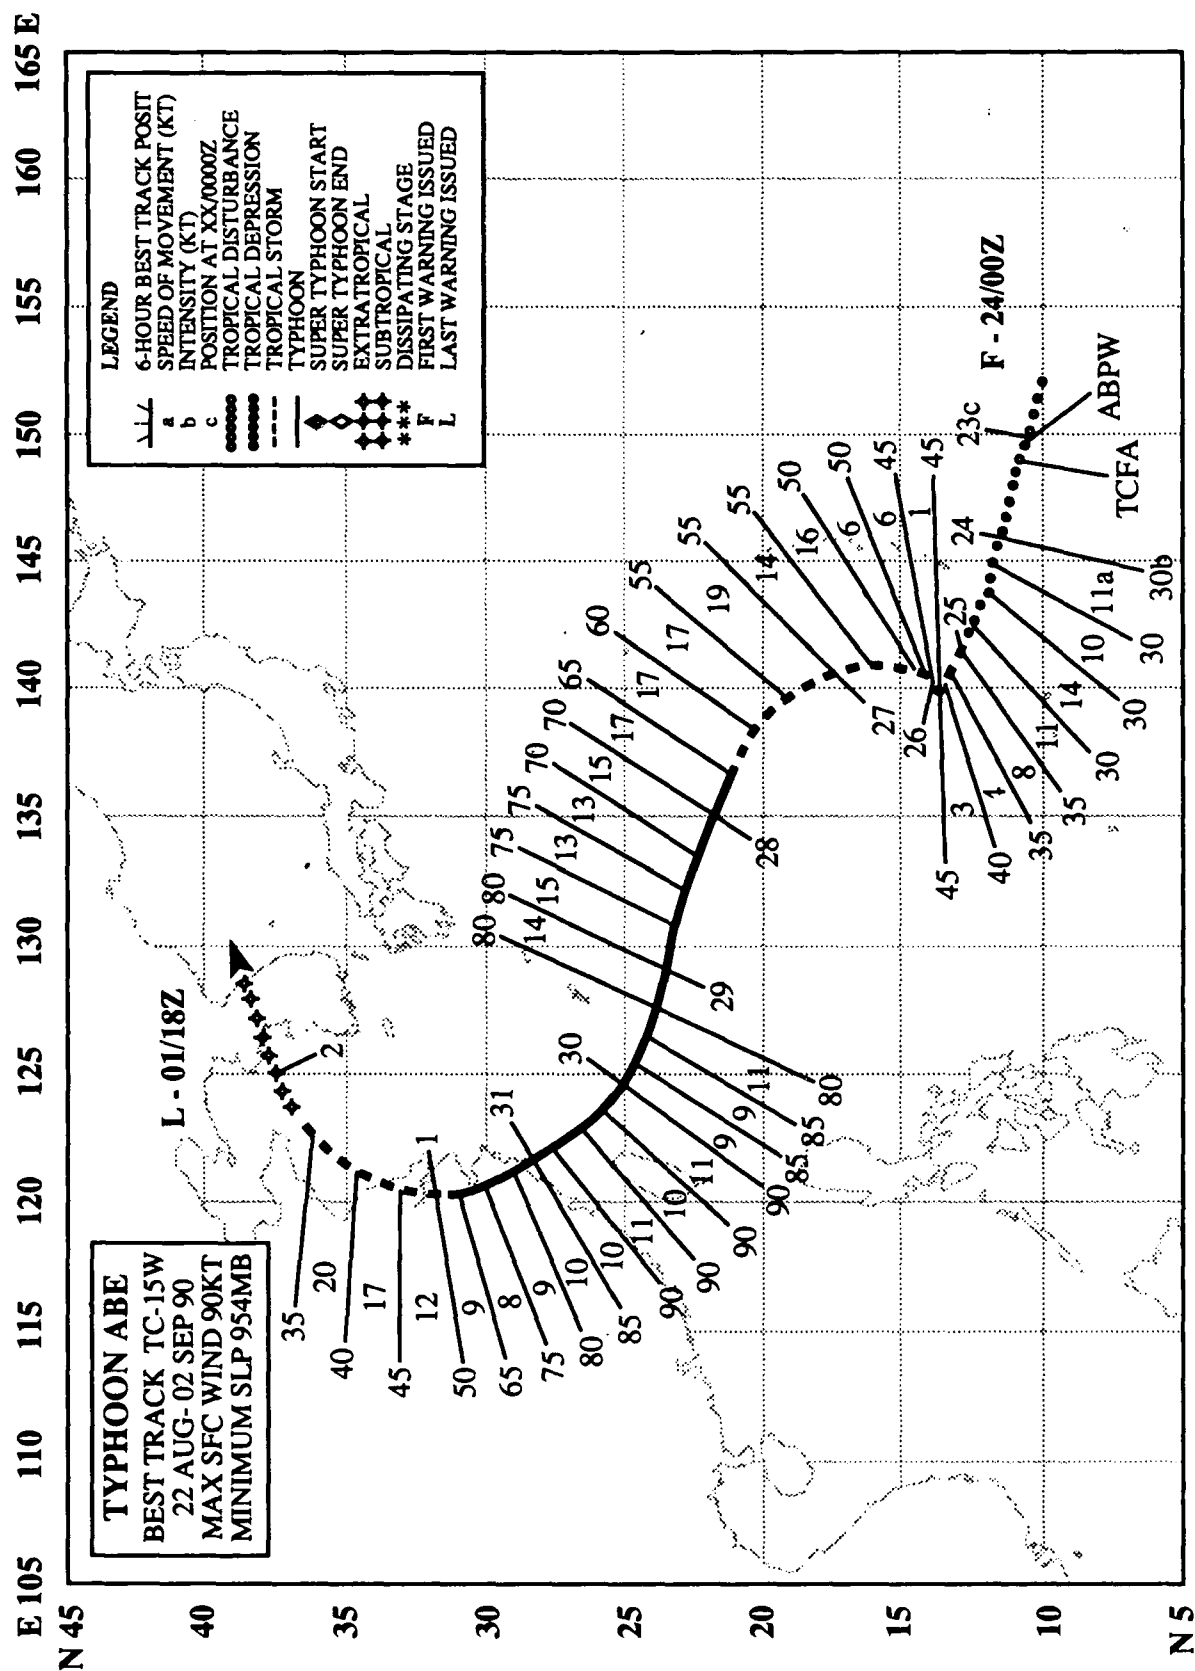 TYPHOON ABE
BEST TRACK TC-15W
22 AUG- 02 SEP 90
MAX SFC WIND 90KT
MINIMUM SLP 954MB
LEGEND
6-HOUR BEST TRACK POSIT
a SPEED OF MOVEMENT (KT)
b INTENSITY (KT)
c POSITION AT XX/0000Z
TROPICAL DISTURBANCE
TROPICAL DEPRESSION
TROPICAL STORM
TYPHOON
SUPER TYPHOON START
SUPER TYPHOON END
EXTRATROPICAL
SUBTROPICAL
*** DISSIPATING STAGE
F FIRST WARNING ISSUED
L LAST WARNING ISSUED
E 105 110 115 120 125 130 135 140 145 150 155 160 165 E
N 45
40
35
30
25
20
15
10
N 5
L - 01/18Z
2
35
20
40
17
45
12
1
50
9
65
8
75
9
80
10
85
31
10
90
11
90
10
90
11
90
30
9
85
9
85
11
80
80
14
80
29
15
75
13
75
13
70
15
70
28
17
65
17
60
17
55
19
55
27
14
55
16
50
6
50
6
45
1
45
26
45
3
40
4
35
8
35
25
11
30
14
30
10
30
11a
30b
24
23c
TCFA
ABPW
F - 24/00Z